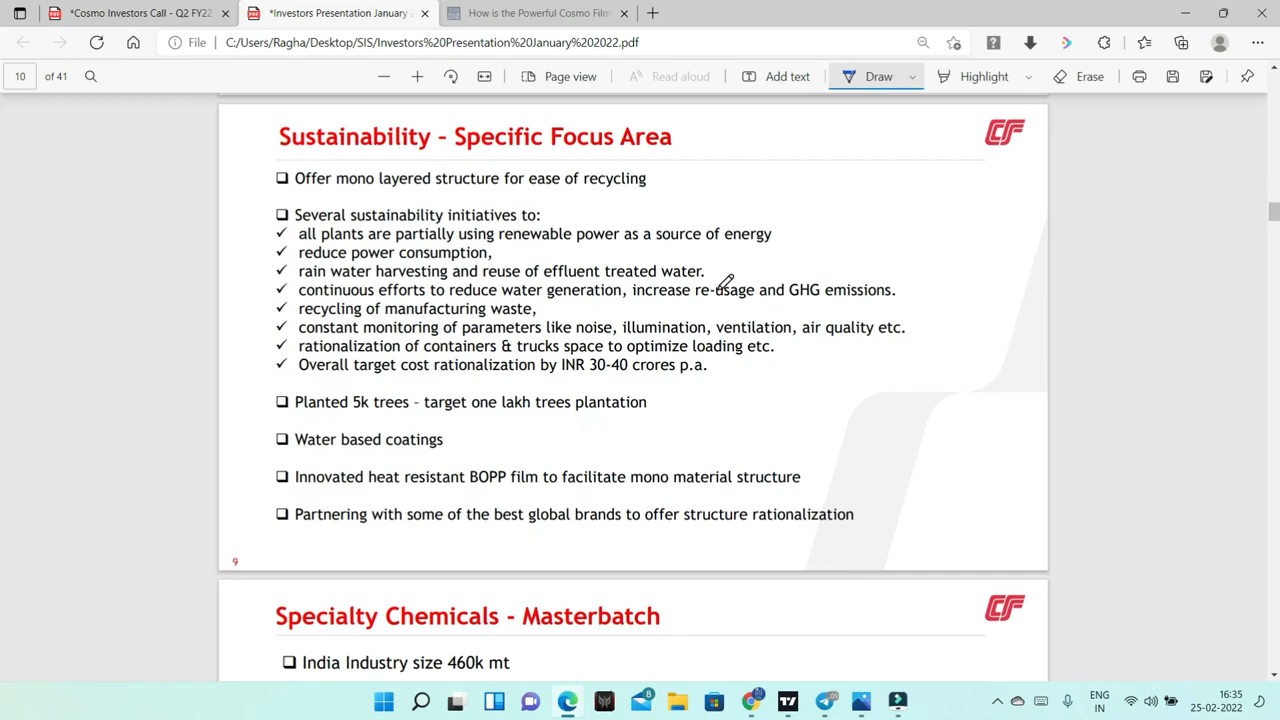 *Cosmo Investors Call - Q2 FY22
*Investors Presentation January 2
How is the Powerful Cosmo Film
File
C:/Users/Ragha/Desktop/SIS/Investors%20Presentation%20January%202022.pdf
10 of 41
Page view
Read aloud
Add text
Draw
Highlight
Erase
Sustainability – Specific Focus Area
CF
Offer mono layered structure for ease of recycling
Several sustainability initiatives to:
all plants are partially using renewable power as a source of energy
reduce power consumption,
rain water harvesting and reuse of effluent treated water.
continuous efforts to reduce water generation, increase re-usage and GHG emissions.
recycling of manufacturing waste,
constant monitoring of parameters like noise, illumination, ventilation, air quality etc.
rationalization of containers & trucks space to optimize loading etc.
Overall target cost rationalization by INR 30-40 crores p.a.
Planted 5k trees – target one lakh trees plantation
Water based coatings
Innovated heat resistant BOPP film to facilitate mono material structure
Partnering with some of the best global brands to offer structure rationalization
9
Specialty Chemicals - Masterbatch
CF
India Industry size 460k mt
8
ENG
IN
16:35
25-02-2022